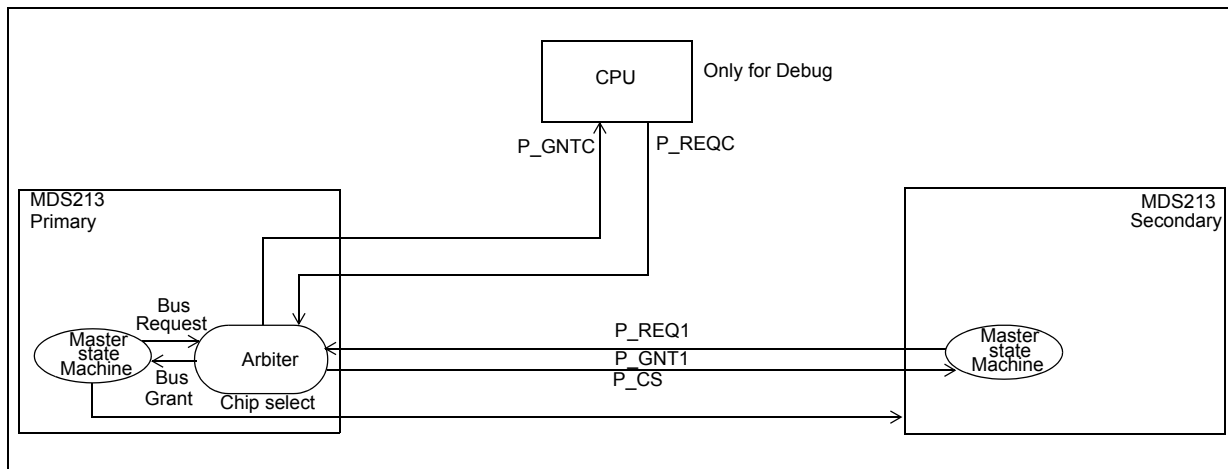 CPU
Only for Debug
P_GNTC
P_REQC
MDS213
Primary
MDS213
Secondary
Bus
Request
Master
state
Machine
Arbiter
Bus
Grant
Chip select
P_REQ1
P_GNT1
P_CS
Master
state
Machine